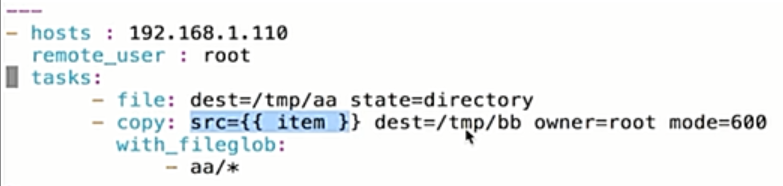 ---
- hosts : 192.168.1.110
remote_user : root
tasks:
- file: dest=/tmp/aa state=directory
- copy: src={{ item }} dest=/tmp/bb owner=root mode=600
with_fileglob:
- aa/*